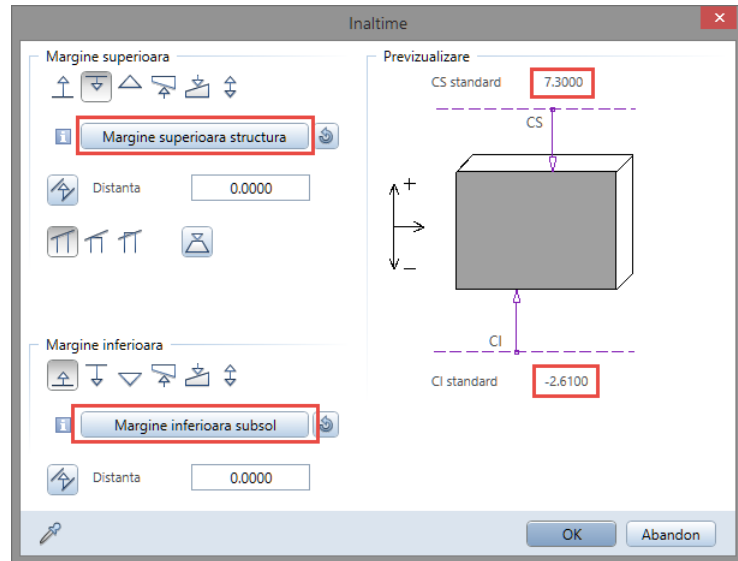 Inaltime
Margine superioara
Margine superioara structura
Distanta
0.0000
Margine inferioara
Margine inferioara subsol
Distanta
0.0000
Previzualizare
CS standard
7.3000
CS
+
–
CI
CI standard
-2.6100
OK
Abandon